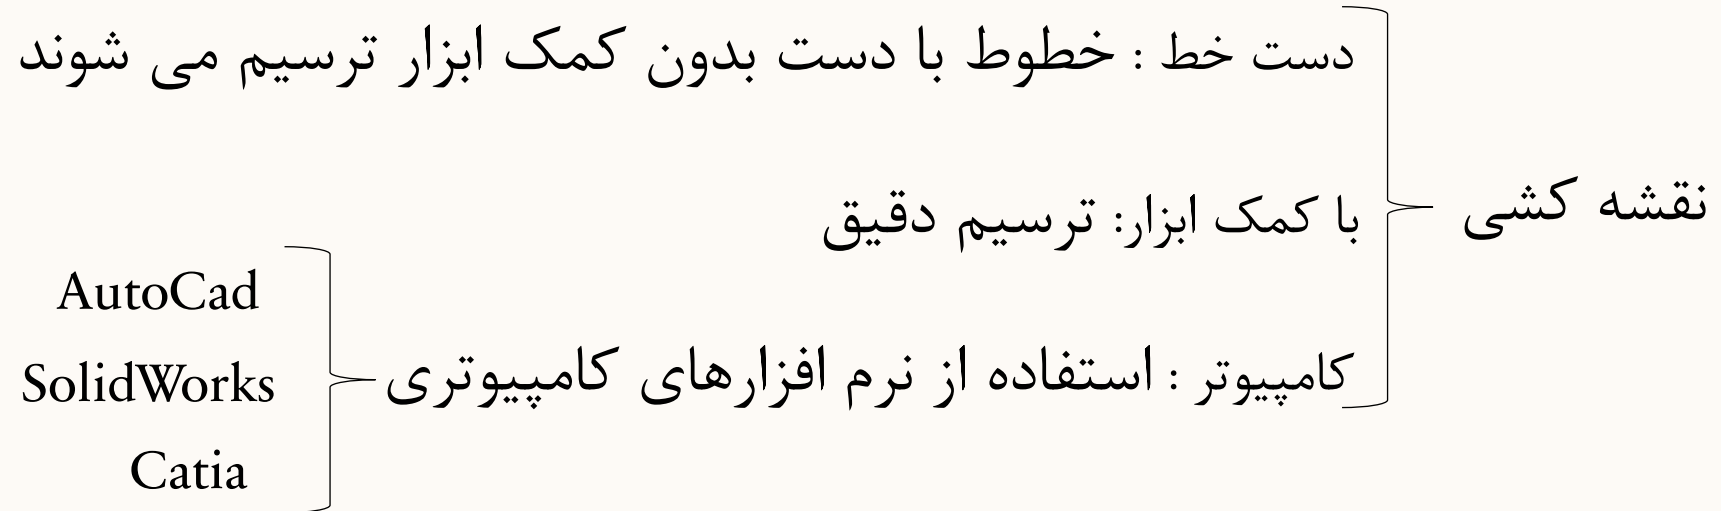 نقشه کشی
دست خط : خطوط با دست بدون کمک ابزار ترسیم می شوند
با کمک ابزار: ترسیم دقیق
کامپیوتر : استفاده از نرم افزارهای کامپیوتری
AutoCad
SolidWorks
Catia